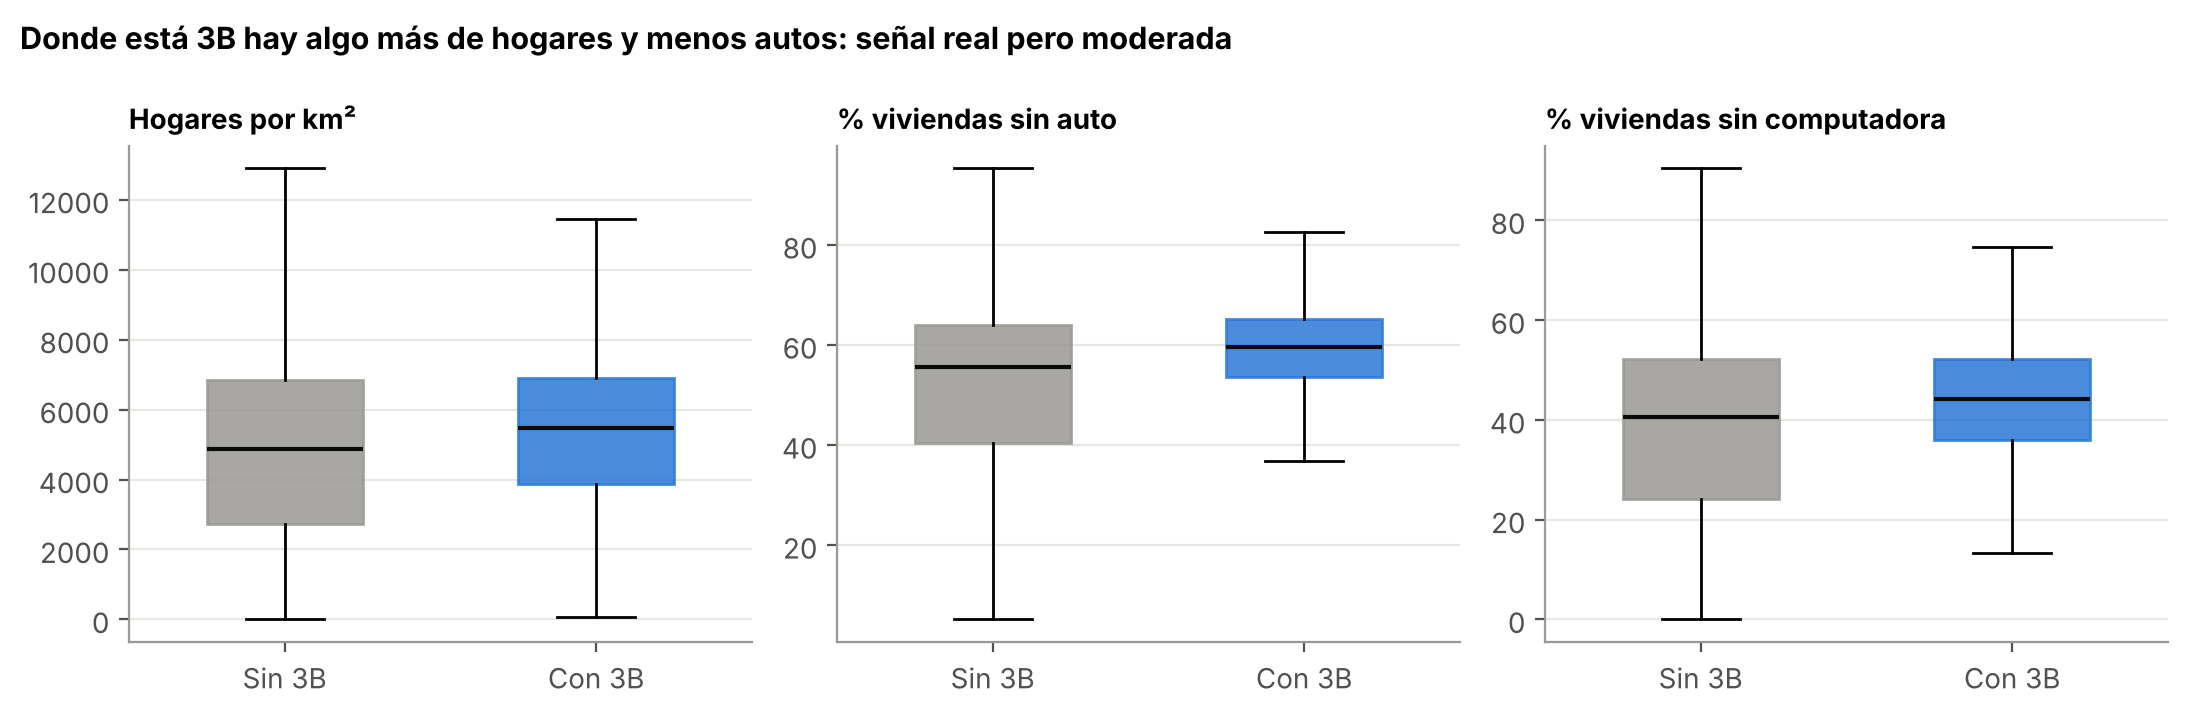 Donde está 3B hay algo más de hogares y menos autos: señal real pero moderada
Hogares por km²
12000
10000
8000
6000
4000
2000
0
Sin 3B
Con 3B
% viviendas sin auto
80
60
40
20
Sin 3B
Con 3B
% viviendas sin computadora
80
60
40
20
0
Sin 3B
Con 3B